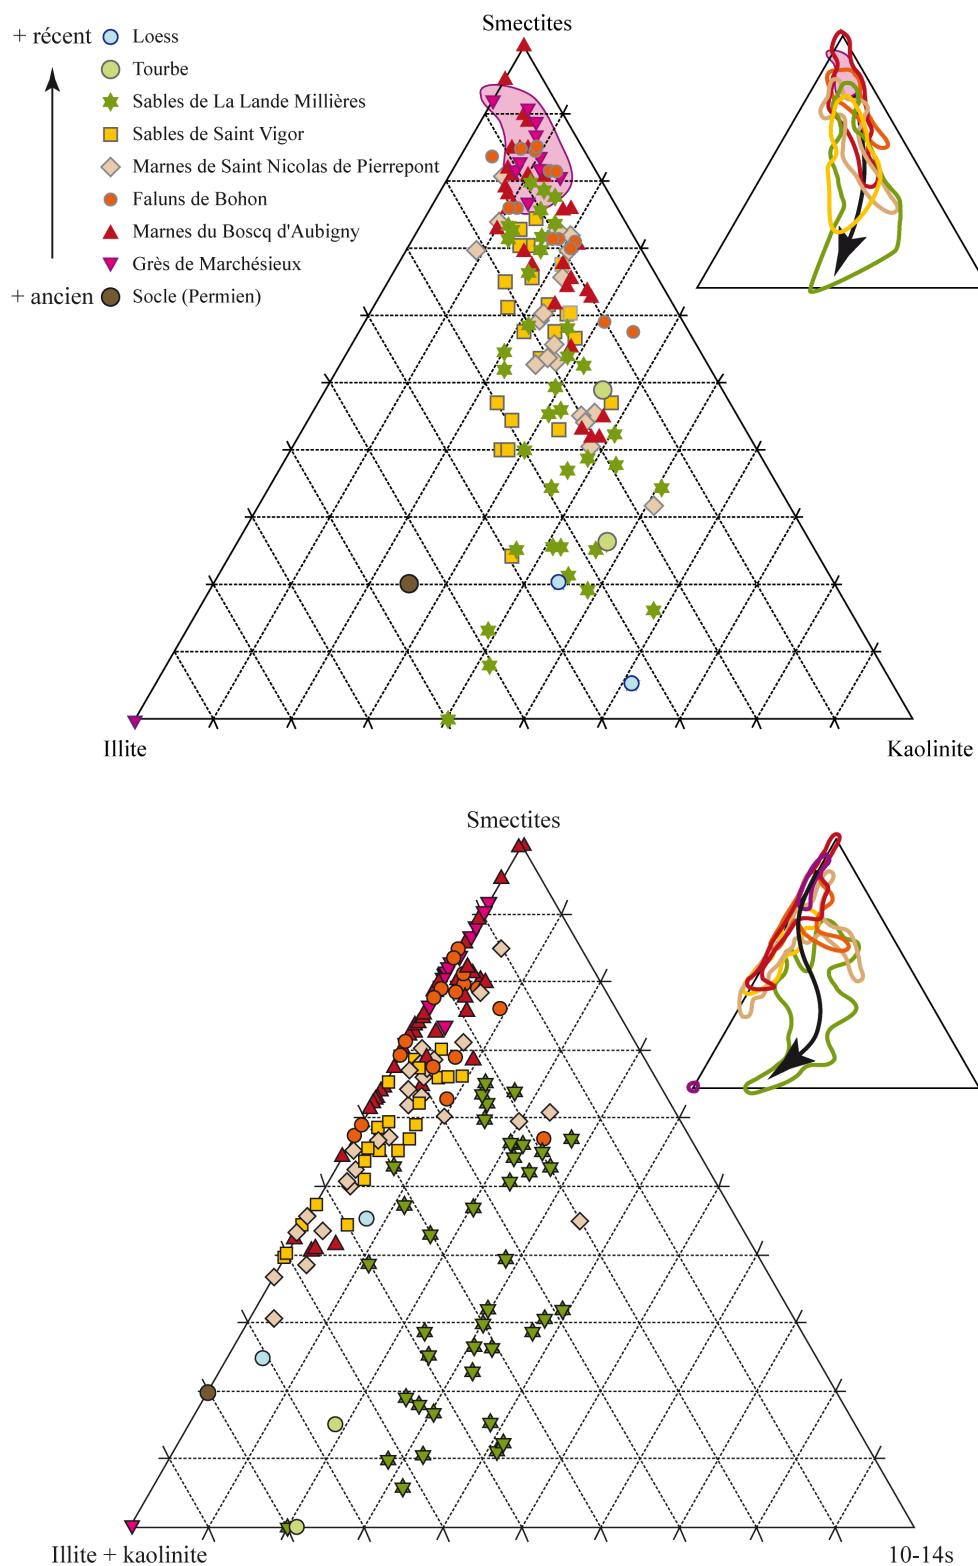 Smectites
+ récent
Loess
Tourbe
Sables de La Lande Millières
Sables de Saint Vigor
Marnes de Saint Nicolas de Pierrepont
Faluns de Bohon
Marnes du Boscq d'Aubigny
Grès de Marchésieux
+ ancien
Socle (Permien)
Illite
Kaolinite
Smectites
Illite + kaolinite
10-14s